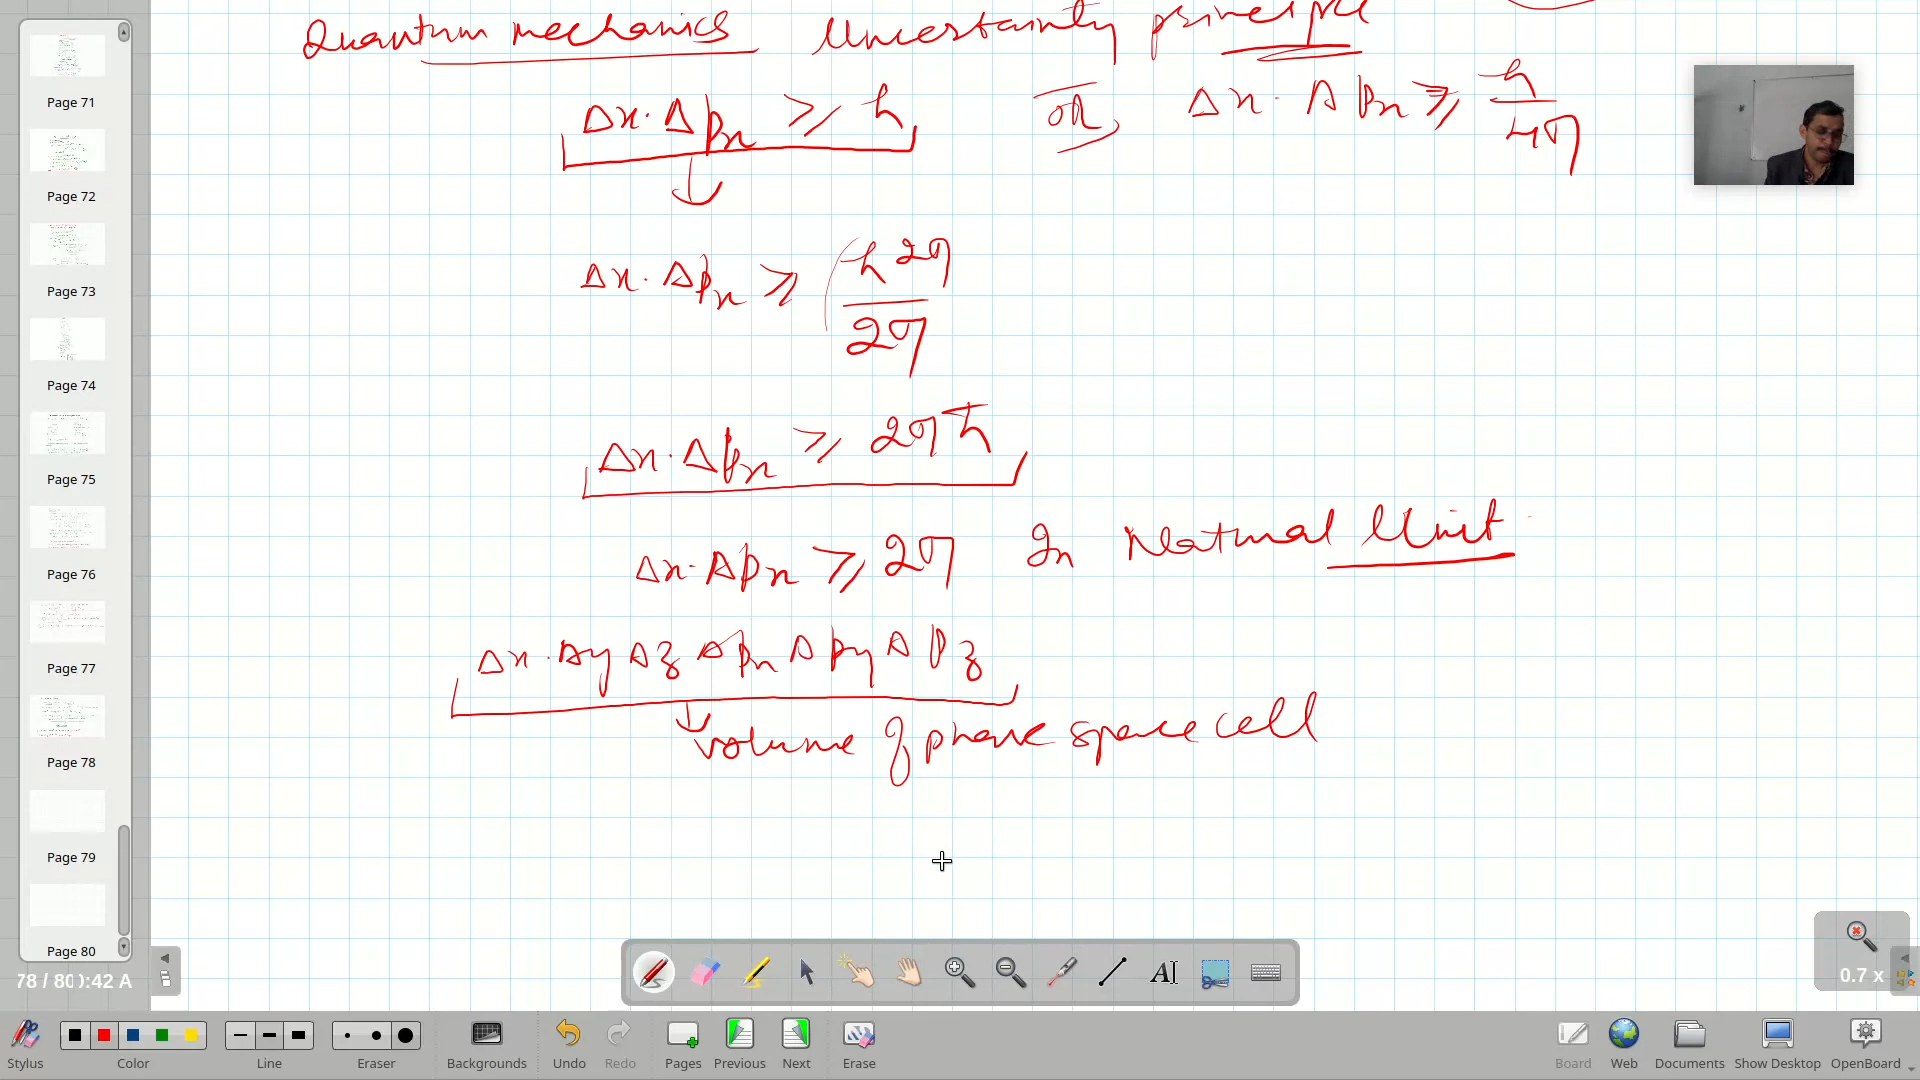 Quantum mechanics Uncertainty principle
Δx·Δpx ≥ h or, Δx·Δpx ≥ h/4π
Δx·Δpx ≥ (h 2π/2π
Δx·Δpx ≥ 2πħ
Δx·Δpx ≥ 2π In Natural Unit
Δx·Δy Δz Δpx Δpy Δpz
volume of phase space cell
Page 71
Page 72
Page 73
Page 74
Page 75
Page 76
Page 77
Page 78
Page 79
Page 80
0.7 x
Stylus Color Line Eraser Backgrounds Undo Redo Pages Previous Next Erase Board Web Documents Show Desktop OpenBoard